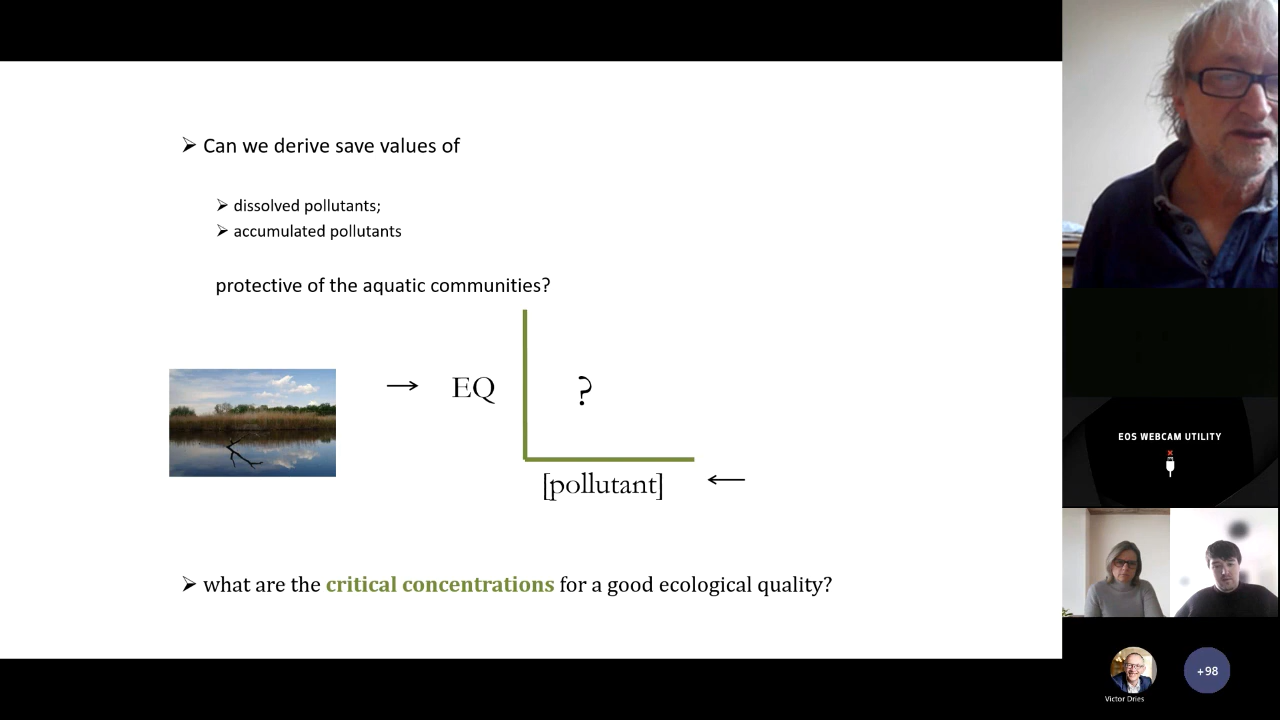 ➢ Can we derive save values of
➢ dissolved pollutants;
➢ accumulated pollutants
protective of the aquatic communities?
→ EQ ?
[pollutant] ←
➢ what are the critical concentrations for a good ecological quality?
EOS WEBCAM UTILITY
Victor Dries
+98